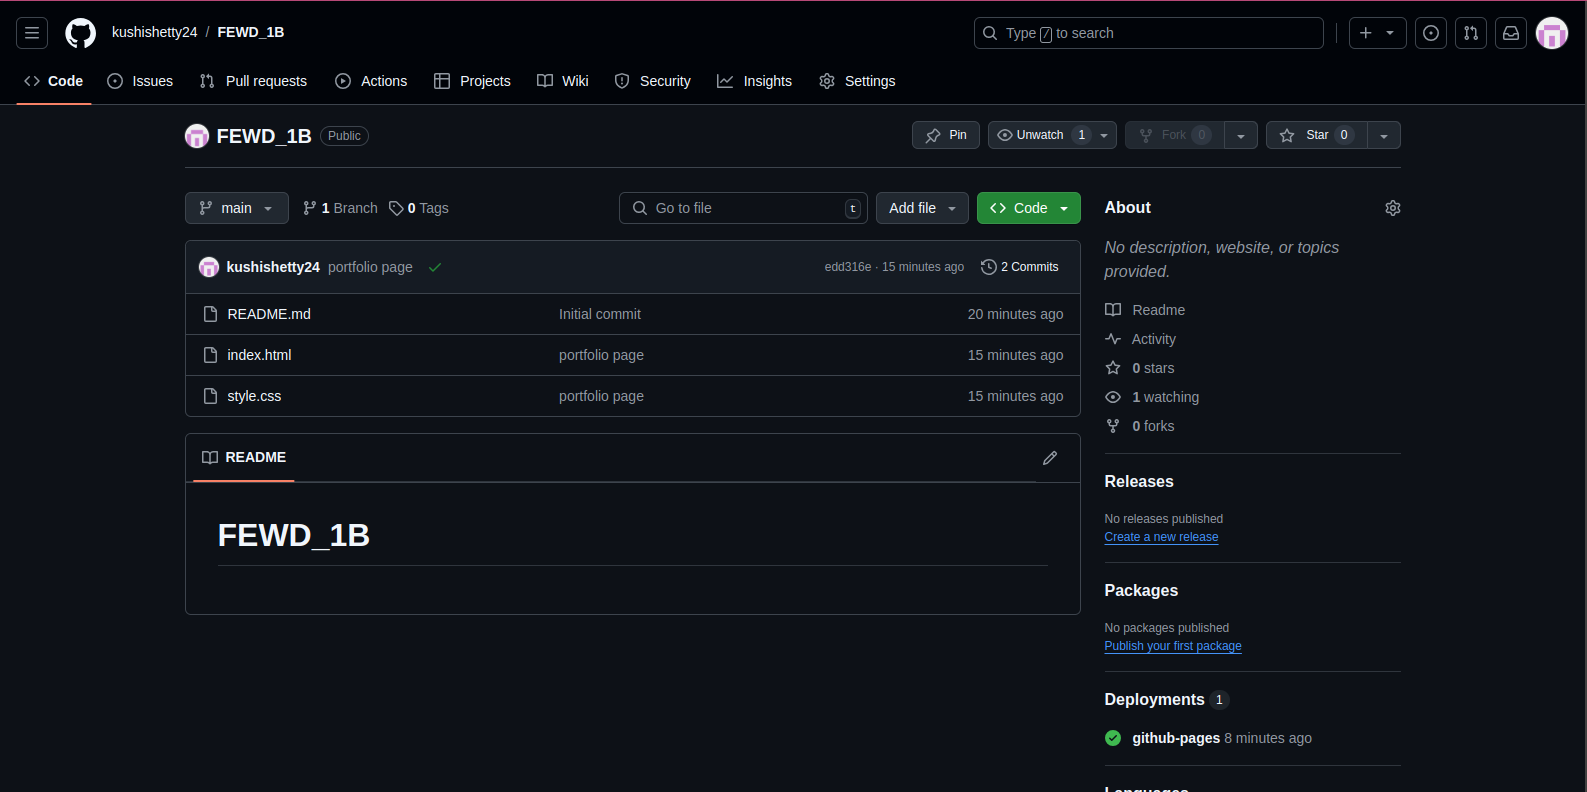 kushishetty24 / FEWD_1B
Type / to search
Code Issues Pull requests Actions Projects Wiki Security Insights Settings
FEWD_1B Public
Pin Unwatch 1 Fork 0 Star 0
main 1 Branch 0 Tags Go to file t Add file Code
kushishetty24 portfolio page edd316e · 15 minutes ago 2 Commits
README.md Initial commit 20 minutes ago
index.html portfolio page 15 minutes ago
style.css portfolio page 15 minutes ago
README
FEWD_1B
About
No description, website, or topics
provided.
Readme
Activity
0 stars
1 watching
0 forks
Releases
No releases published
Create a new release
Packages
No packages published
Publish your first package
Deployments 1
github-pages 8 minutes ago
Languages